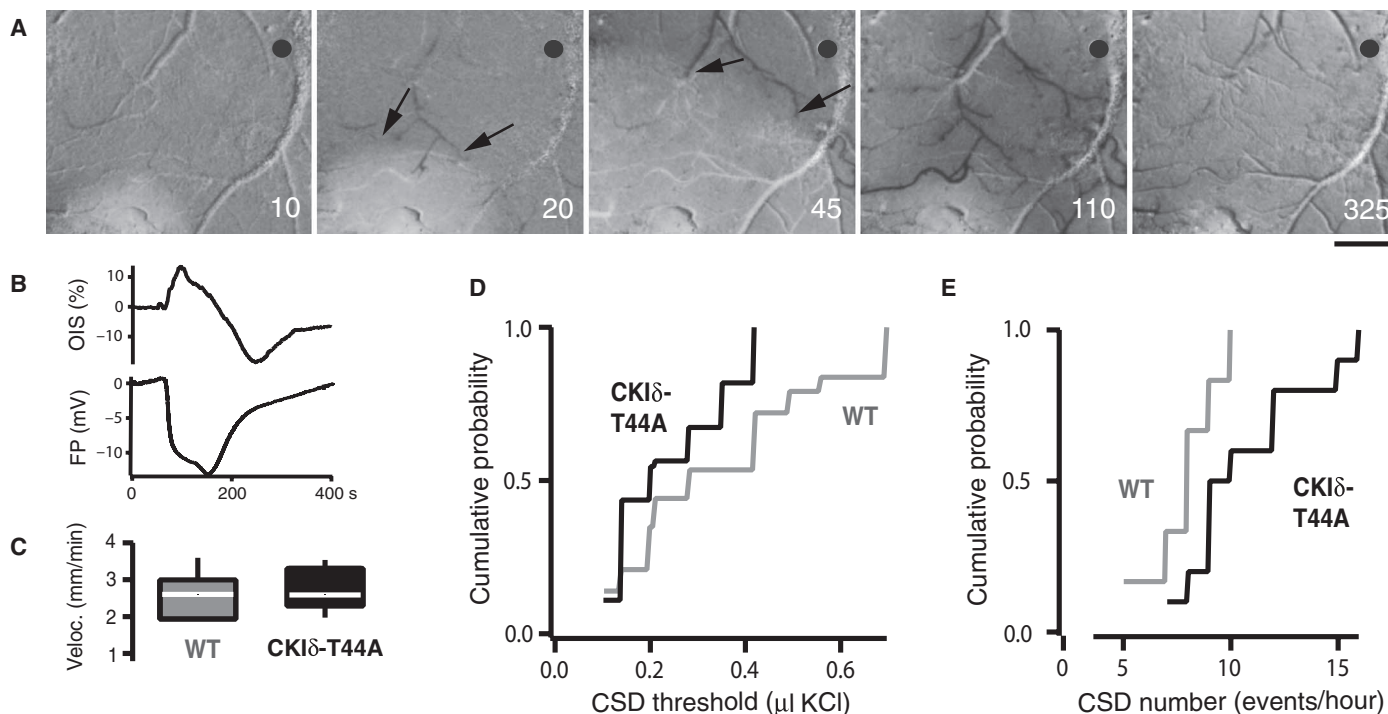 A
10
20
45
110
325
B
OIS (%)
10
0
−10
FP (mV)
0
−5
−10
0
200
400 s
C
Veloc. (mm/min)
4
3
2
1
WT
CKIδ-T44A
D
Cumulative probability
1.0
0.5
0.0
CKIδ-
T44A
WT
0.0
0.2
0.4
0.6
CSD threshold (µl KCl)
E
Cumulative probability
1.0
0.5
0.0
WT
CKIδ-
T44A
0
5
10
15
CSD number (events/hour)